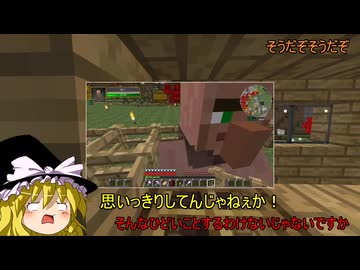 そうだぞそうだぞ
思いっきりしてんじゃねぇか！
そんなひどいことするわけないじゃないですか